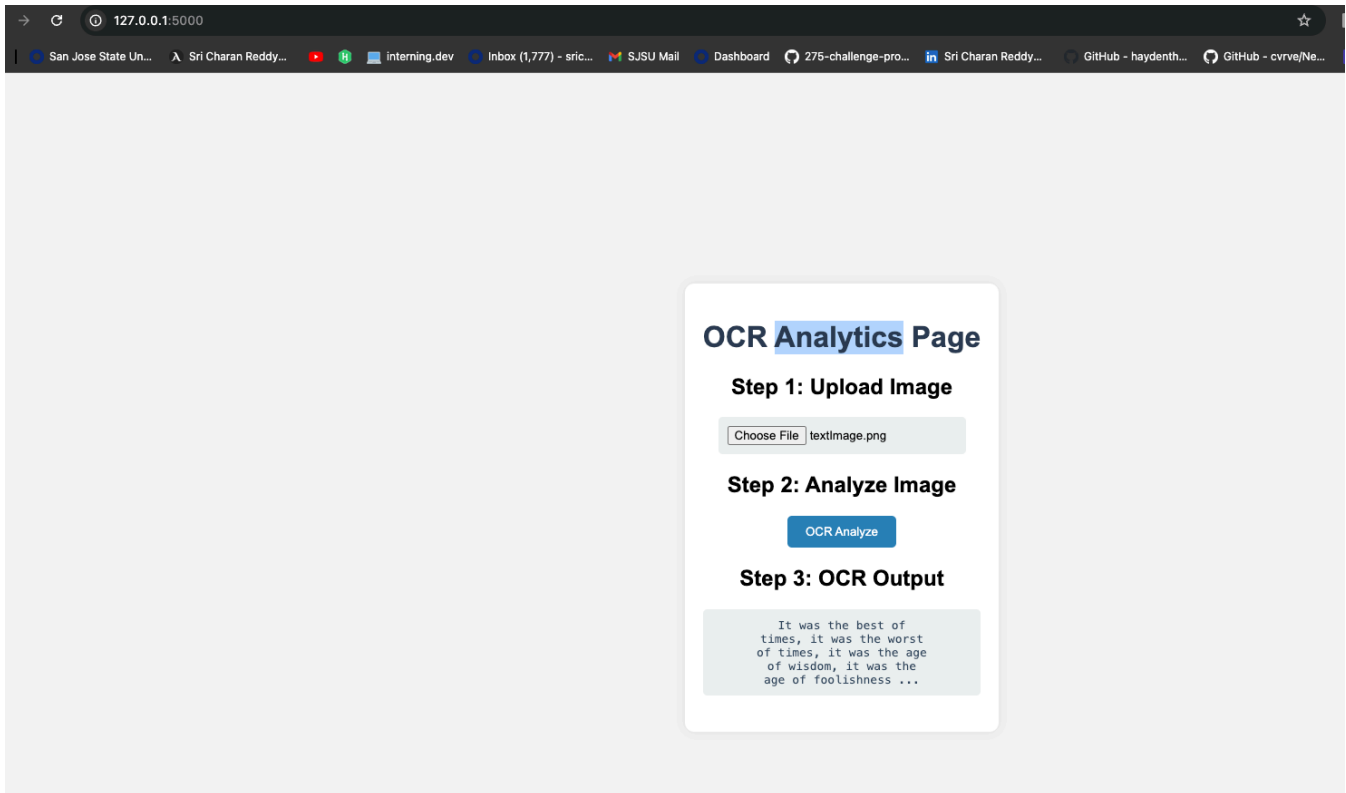 127.0.0.1:5000
San Jose State Un... Sri Charan Reddy... interning.dev Inbox (1,777) - sric... SJSU Mail Dashboard 275-challenge-pro... in Sri Charan Reddy... GitHub - haydenth... GitHub - cvrve/Ne...
OCR Analytics Page
Step 1: Upload Image
Choose File textImage.png
Step 2: Analyze Image
OCR Analyze
Step 3: OCR Output
It was the best of
times, it was the worst
of times, it was the age
of wisdom, it was the
age of foolishness ...